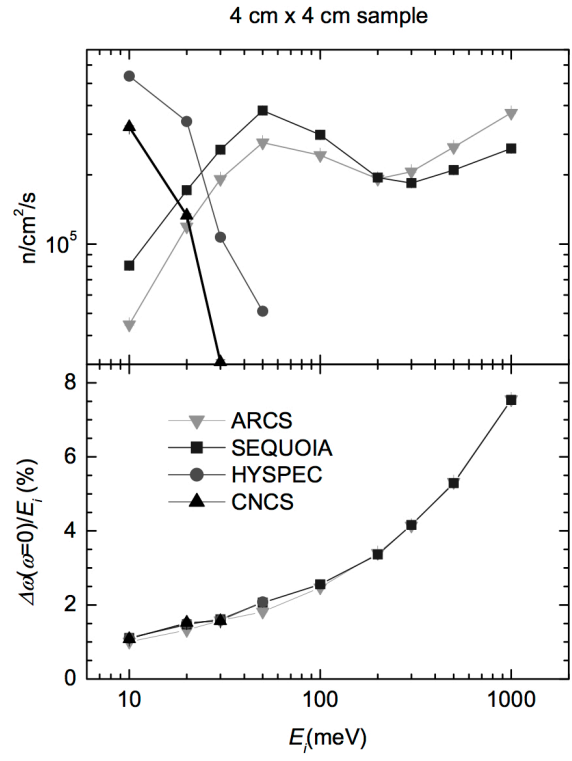 4 cm x 4 cm sample
n/cm²/s
10⁵
8
6
4
2
0
Δω(ω=0)/Eᵢ (%)
ARCS
SEQUOIA
HYSPEC
CNCS
10
100
1000
Eᵢ(meV)